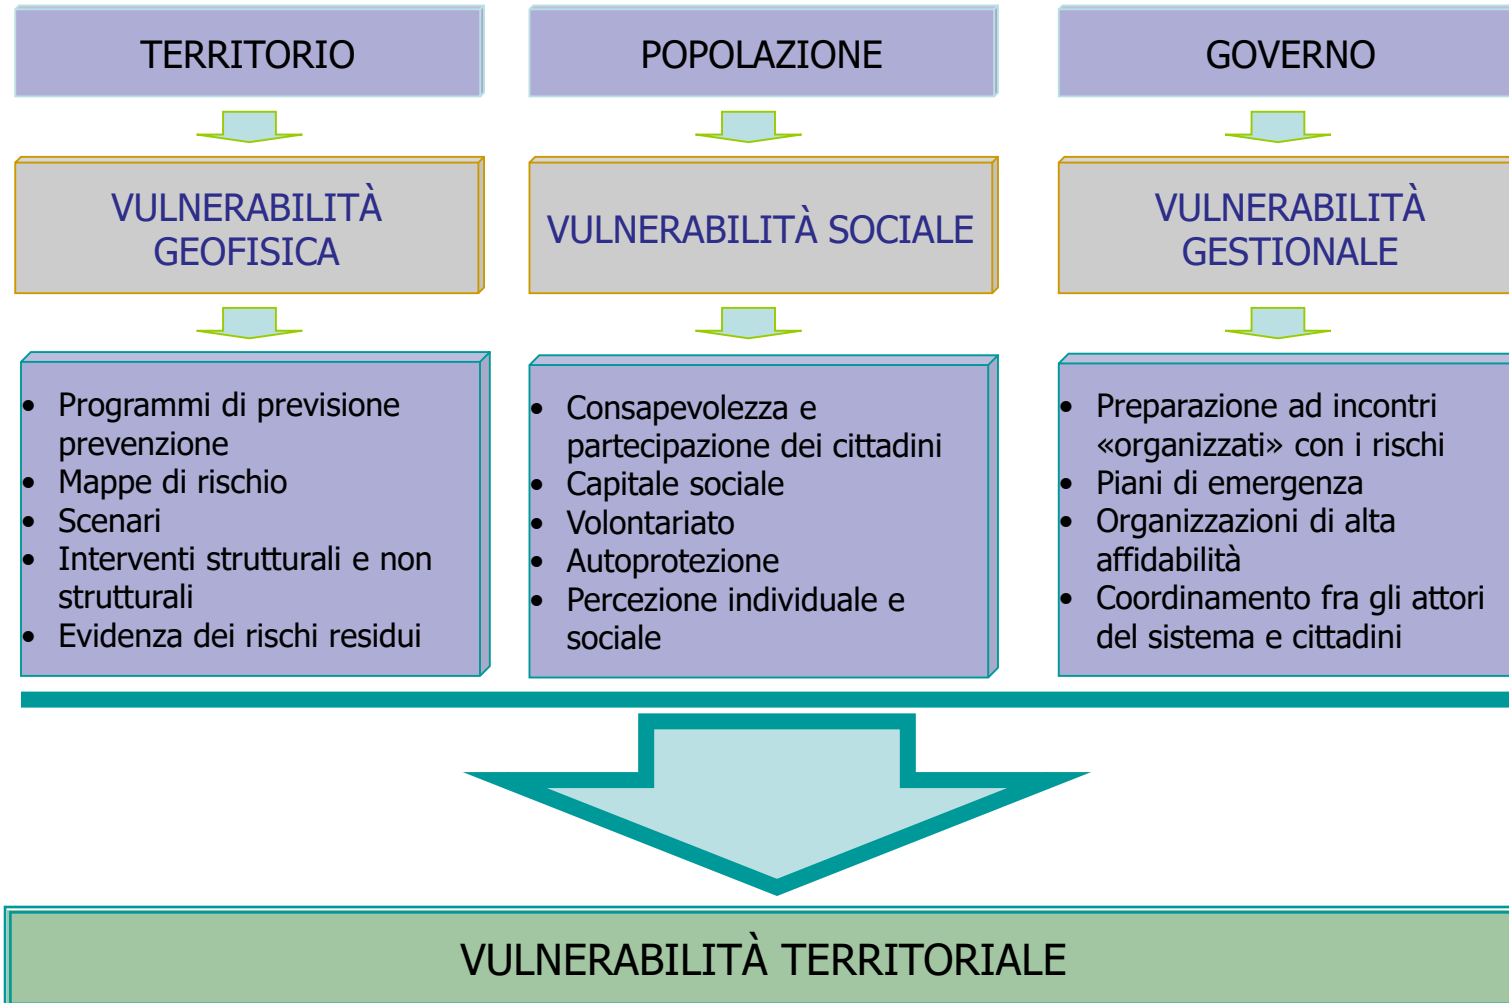 TERRITORIO
POPOLAZIONE
GOVERNO
VULNERABILITÀ
GEOFISICA
VULNERABILITÀ SOCIALE
VULNERABILITÀ
GESTIONALE
• Programmi di previsione
prevenzione
• Mappe di rischio
• Scenari
• Interventi strutturali e non
strutturali
• Evidenza dei rischi residui
• Consapevolezza e
partecipazione dei cittadini
• Capitale sociale
• Volontariato
• Autoprotezione
• Percezione individuale e
sociale
• Preparazione ad incontri
«organizzati» con i rischi
• Piani di emergenza
• Organizzazioni di alta
affidabilità
• Coordinamento fra gli attori
del sistema e cittadini
VULNERABILITÀ TERRITORIALE